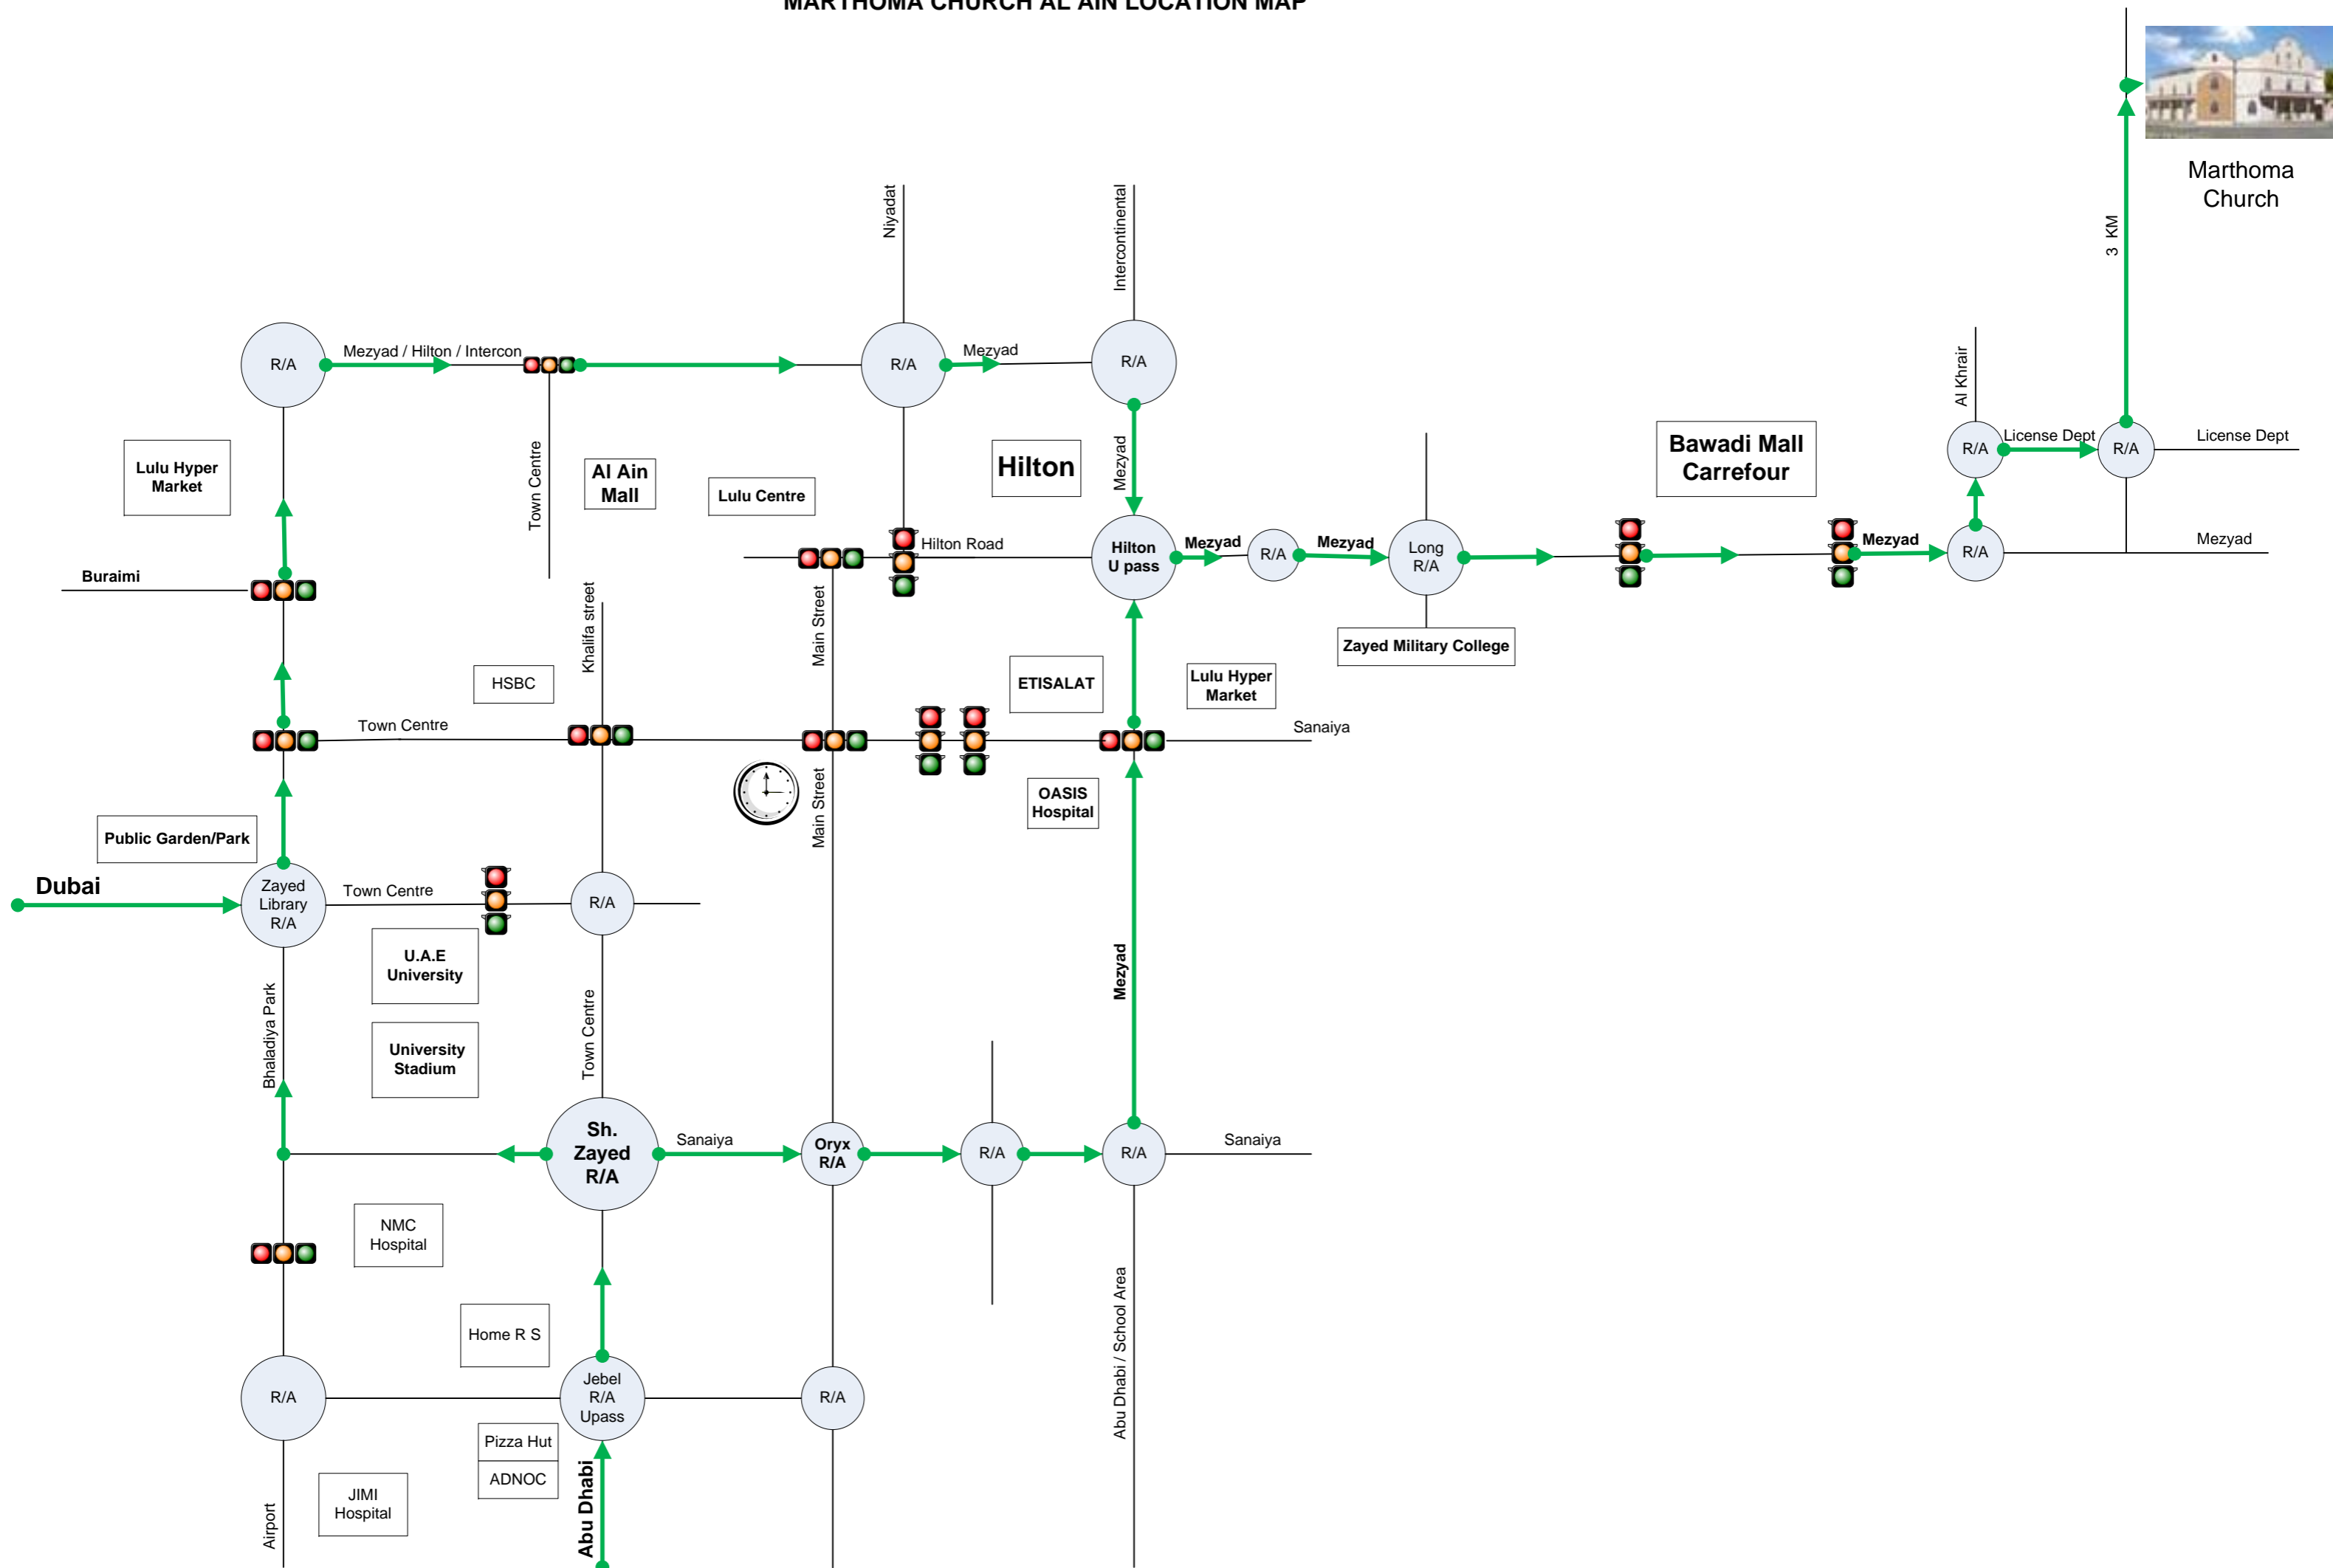 MARTHOMA CHURCH AL AIN LOCATION MAP
Marthoma
Church
3 KM
Niyadat
Intercontinental
R/A
Mezyad / Hilton / Intercon
R/A
Mezyad
R/A
Al Khrair
Lulu Hyper
Market
Town Centre
Al Ain
Mall
Lulu Centre
Hilton
Mezyad
Bawadi Mall
Carrefour
R/A
License Dept
R/A
License Dept
Buraimi
Hilton Road
Hilton
U pass
Mezyad
R/A
Mezyad
Long
R/A
Mezyad
R/A
Mezyad
Khalifa street
Main Street
Zayed Military College
HSBC
ETISALAT
Lulu Hyper
Market
Town Centre
Sanaiya
Main Street
OASIS
Hospital
Public Garden/Park
Dubai
Zayed
Library
R/A
Town Centre
R/A
U.A.E
University
Mezyad
Bhaladiya Park
University
Stadium
Town Centre
Sh.
Zayed
R/A
Sanaiya
Oryx
R/A
R/A
R/A
Sanaiya
NMC
Hospital
Home R S
Abu Dhabi / School Area
R/A
Jebel
R/A
Upass
R/A
Pizza Hut
ADNOC
Abu Dhabi
JIMI
Hospital
Airport